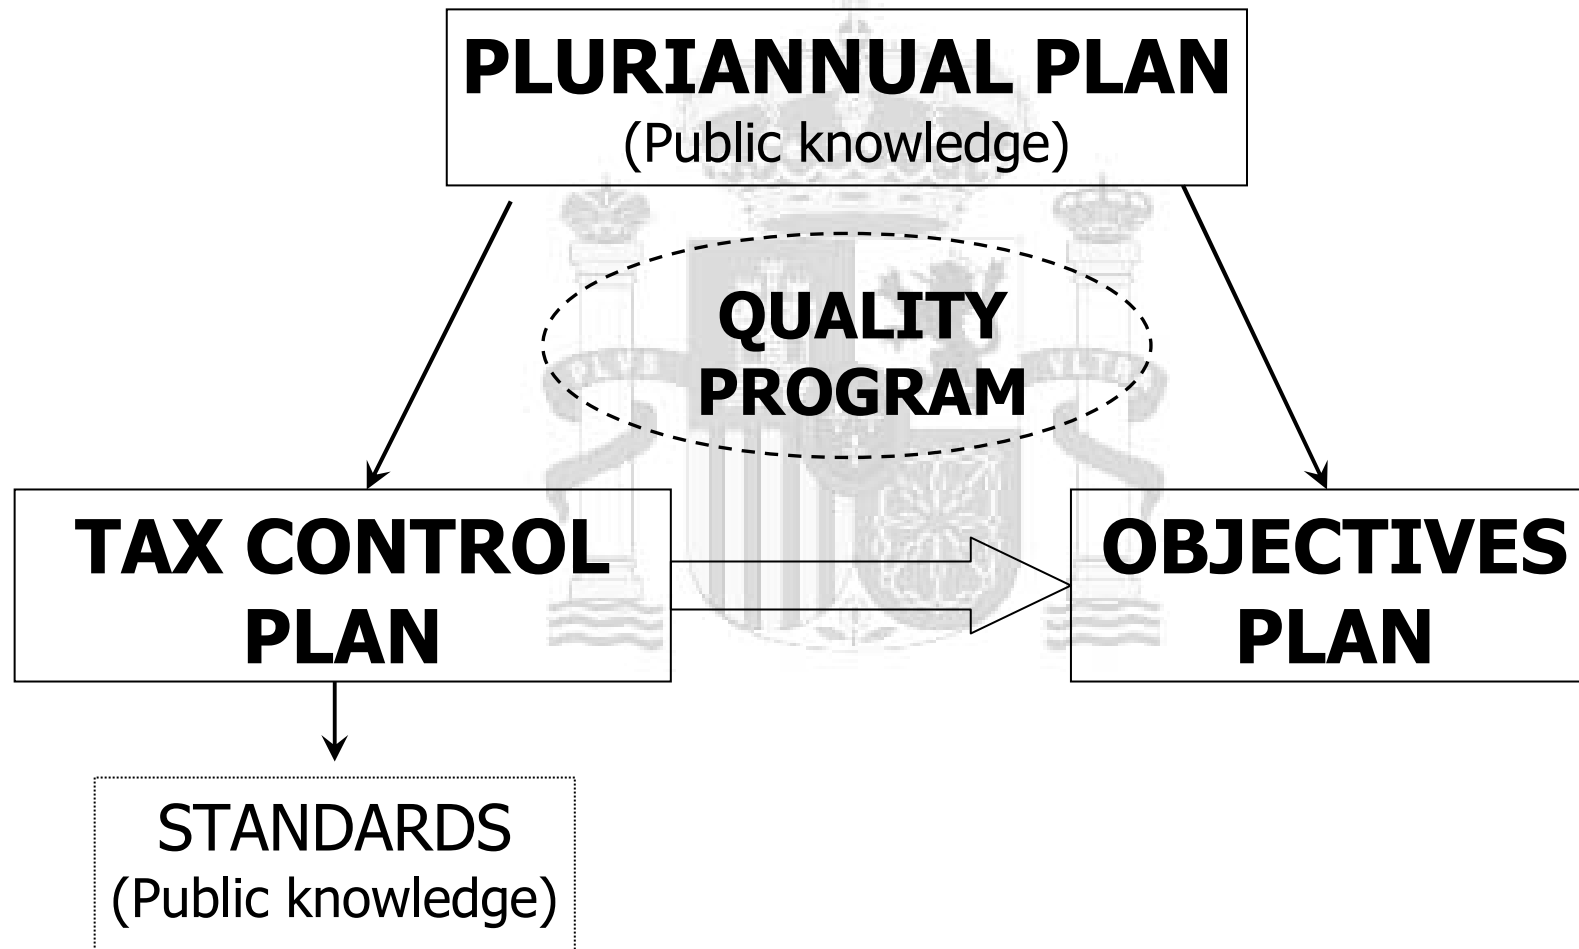 PLURIANNUAL PLAN
(Public knowledge)
QUALITY
PROGRAM
TAX CONTROL
PLAN
OBJECTIVES
PLAN
STANDARDS
(Public knowledge)